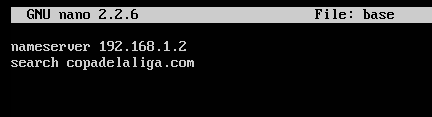 GNU nano 2.2.6 File: base
nameserver 192.168.1.2
search copadelaliga.com